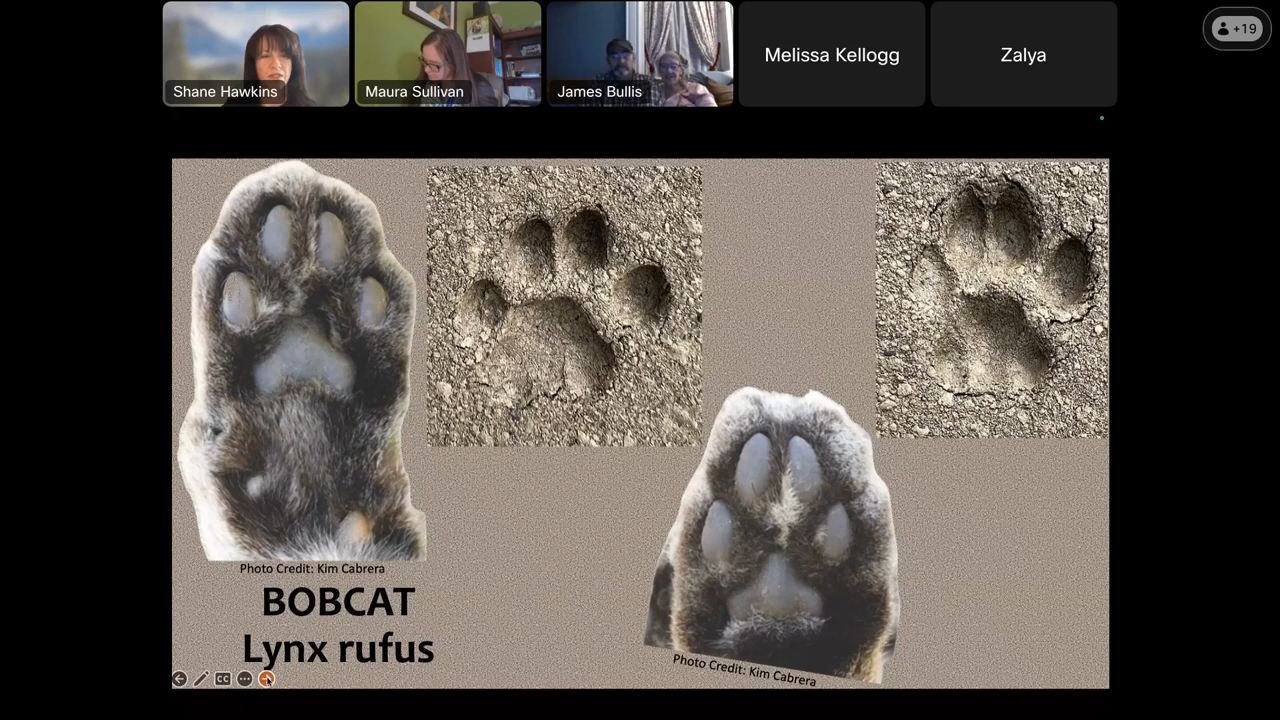 +19
Shane Hawkins
Maura Sullivan
James Bullis
Melissa Kellogg
Zalya
Photo Credit: Kim Cabrera
BOBCAT
Lynx rufus
Photo Credit: Kim Cabrera
CC